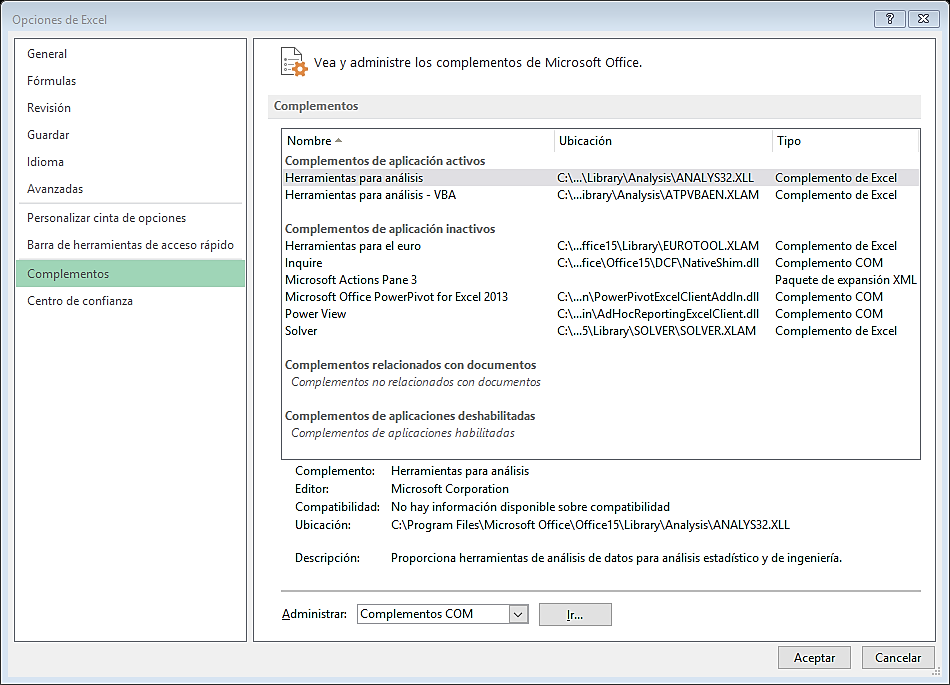 Opciones de Excel
General
Fórmulas
Revisión
Guardar
Idioma
Avanzadas
Personalizar cinta de opciones
Barra de herramientas de acceso rápido
Complementos
Centro de confianza
Vea y administre los complementos de Microsoft Office.
Complementos
Nombre Ubicación Tipo
Complementos de aplicación activos
Herramientas para análisis C:\...\Library\Analysis\ANALYS32.XLL Complemento de Excel
Herramientas para análisis - VBA C:\...ibrary\Analysis\ATPVBAEN.XLAM Complemento de Excel
Complementos de aplicación inactivos
Herramientas para el euro C:\...ffice15\Library\EUROTOOL.XLAM Complemento de Excel
Inquire C:\...fice\Office15\DCF\NativeShim.dll Complemento COM
Microsoft Actions Pane 3 Paquete de expansión XML
Microsoft Office PowerPivot for Excel 2013 C:\...n\PowerPivotExcelClientAddIn.dll Complemento COM
Power View C:\...in\AdHocReportingExcelClient.dll Complemento COM
Solver C:\...5\Library\SOLVER\SOLVER.XLAM Complemento de Excel
Complementos relacionados con documentos
Complementos no relacionados con documentos
Complementos de aplicaciones deshabilitadas
Complementos de aplicaciones habilitadas
Complemento: Herramientas para análisis
Editor: Microsoft Corporation
Compatibilidad: No hay información disponible sobre compatibilidad
Ubicación: C:\Program Files\Microsoft Office\Office15\Library\Analysis\ANALYS32.XLL
Descripción: Proporciona herramientas de análisis de datos para análisis estadístico y de ingeniería.
Administrar: Complementos COM Ir...
Aceptar Cancelar